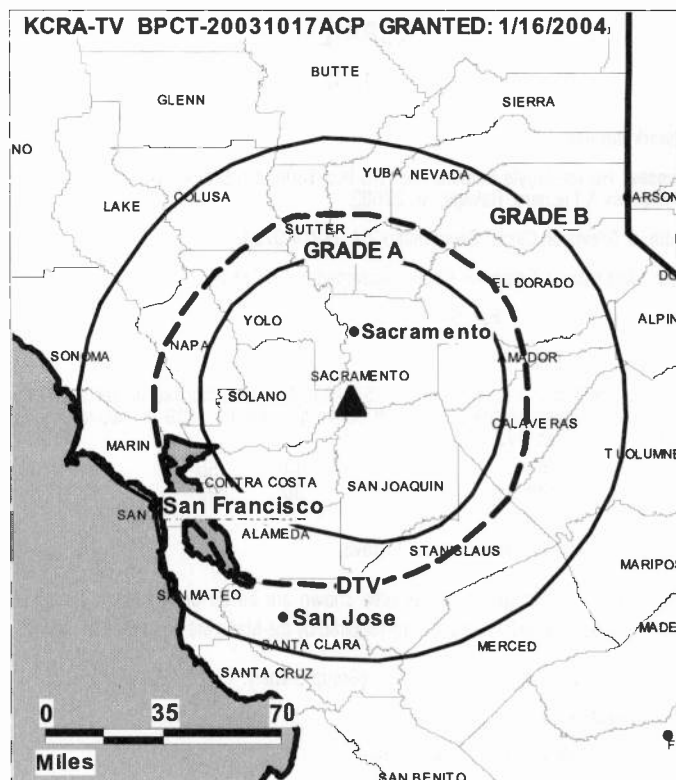 KCRA-TV BPCT-20031017ACP GRANTED: 1/16/2004
BUTTE
GLENN
SIERRA
NO
YUBA NEVADA
LAKE
COLUSA
GRADE B
ARSON
SUTTER
GRADE A
DO
EL DORADO
YOLO
ALPIN
Sacramento
NAPA
SONOMA
AMADOR
SACRAMENTO
SOLANO
CALAVERAS
MARIN
TUOLUMNE
CONTRA COSTA
SAN JOAQUIN
San Francisco
SAN
ALAMEDA
STANISLAUS
MARIPOS
DTV
SAN MATEO
San Jose
MADE
SANTA CLARA
MERCED
SANTA CRUZ
0 35 70
F
Miles
SAN BENITO